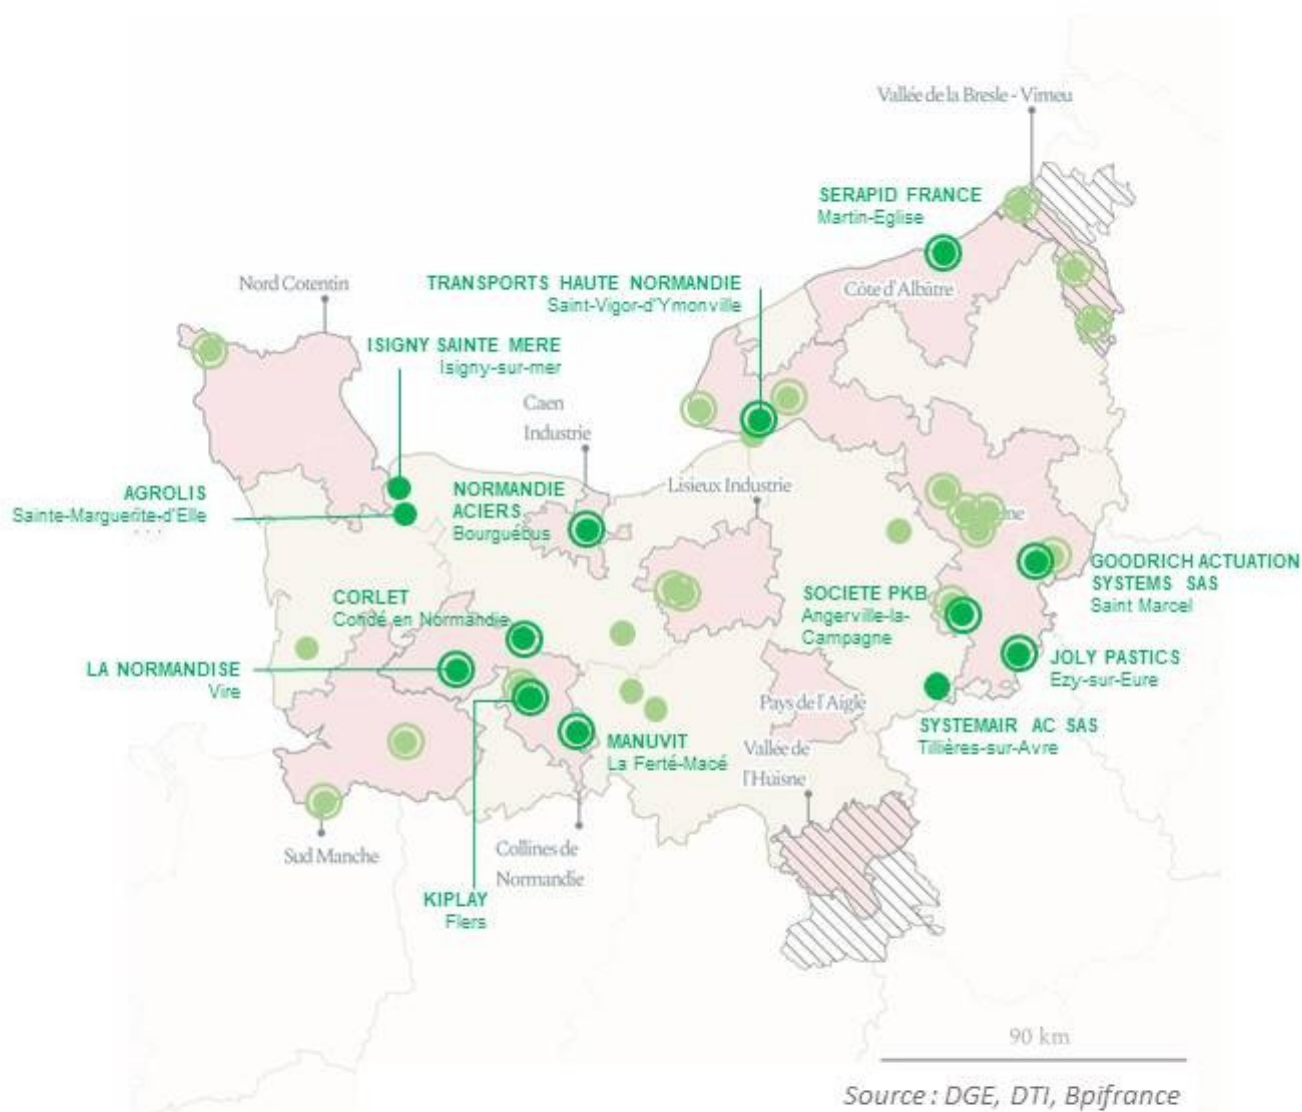 Vallée de la Bresle - Vimeu
SERAPID FRANCE
Martin-Eglise
Nord Cotentin
TRANSPORTS HAUTE NORMANDIE
Saint-Vigor-d'Ymonville
Côte d'Albâtre
ISIGNY SAINTE MERE
Isigny-sur-mer
Caen
Industrie
Lisieux Industrie
AGROLIS
Sainte-Marguerite-d'Elle
NORMANDIE
ACIERS
Bourguébus
ne
GOODRICH ACTUATION
SYSTEMS SAS
Saint Marcel
CORLET
Condé en Normandie
SOCIETE PKB
Angerville-la-
Campagne
LA NORMANDISE
Vire
JOLY PASTICS
Ezy-sur-Eure
Pays de l'Aigle
SYSTEMAIR AC SAS
Tillières-sur-Avre
MANUVIT
La Ferté-Macé
Vallée de
l'Huisne
Sud Manche
Collines de
Normandie
KIPLAY
Flers
90 km
Source : DGE, DTI, Bpifrance